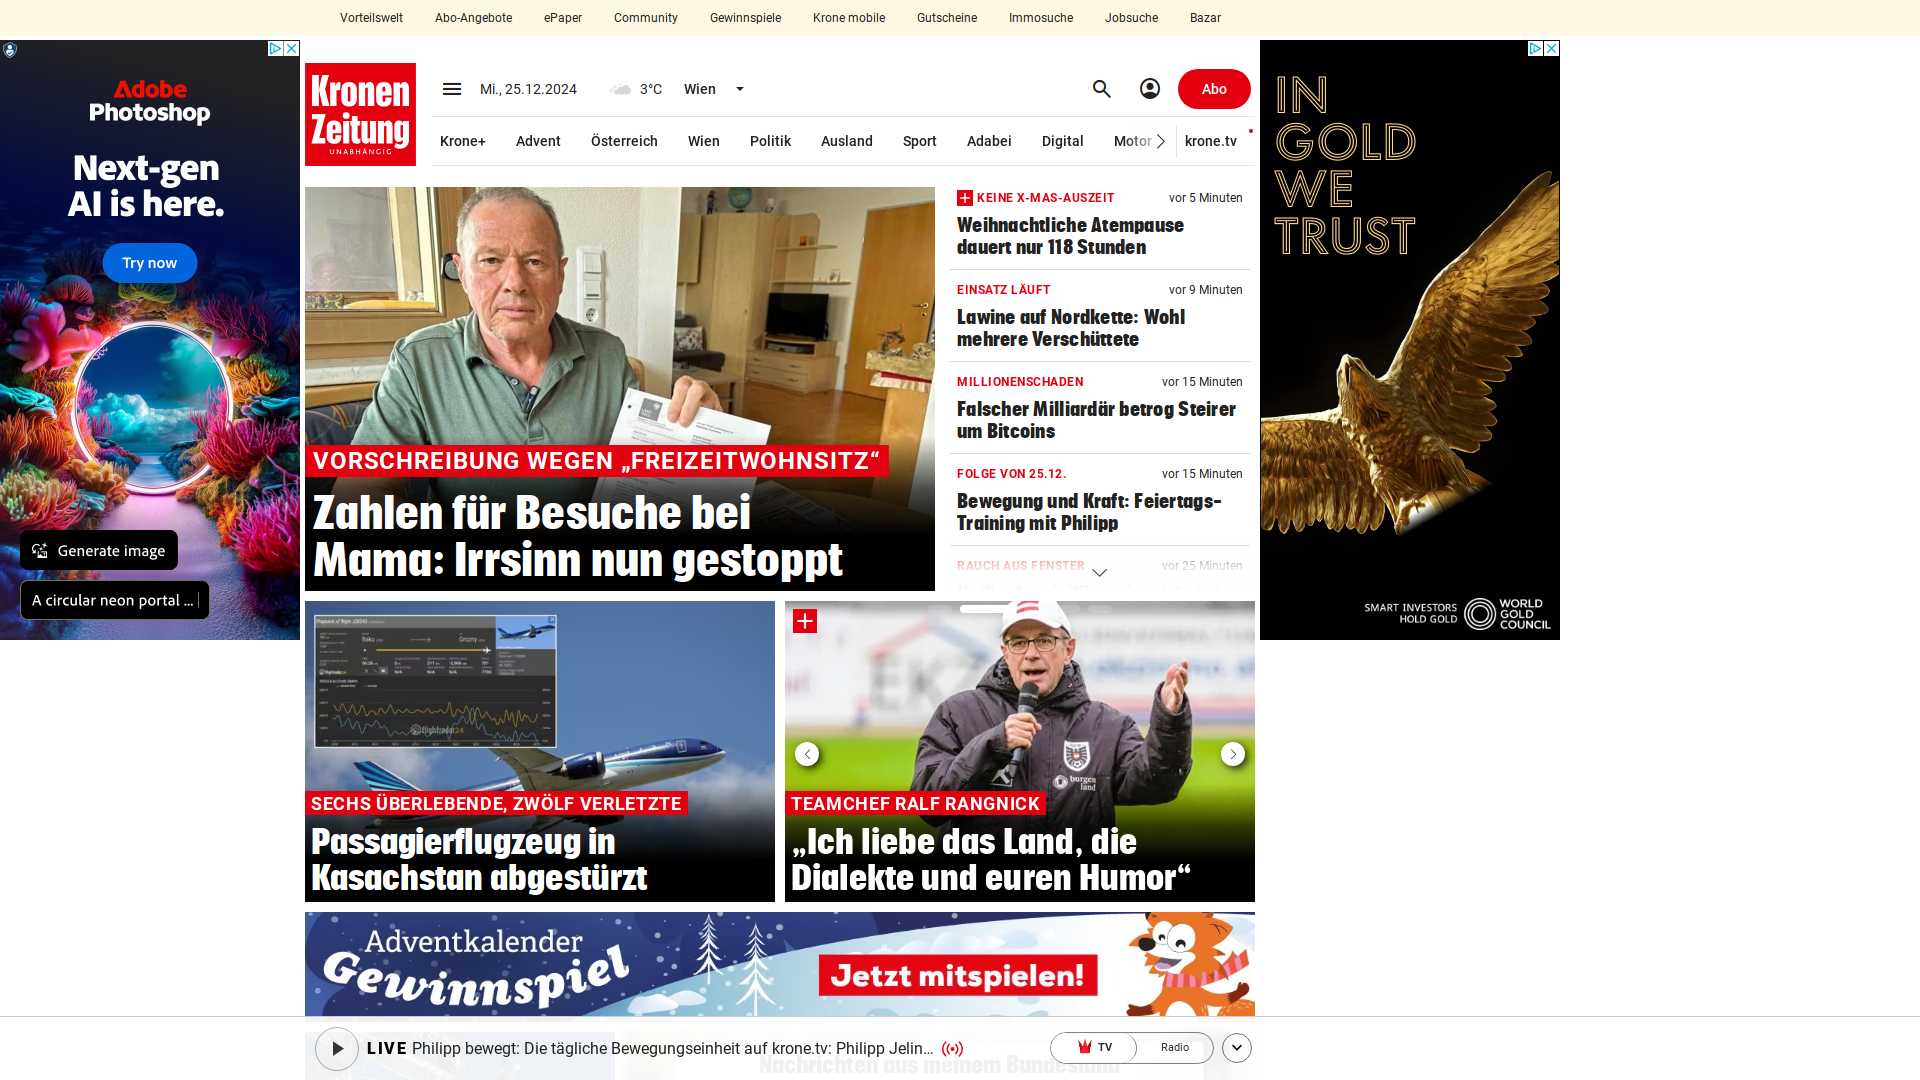 Vorteilswelt Abo-Angebote ePaper Community Gewinnspiele Krone mobile Gutscheine Immosuche Jobsuche Bazar
Adobe
Photoshop
Next-gen
AI is here.
Try now
Generate image
A circular neon portal ...
Kronen
Zeitung
UNABHÄNGIG
Mi., 25.12.2024 3°C Wien
Abo
Krone+ Advent Österreich Wien Politik Ausland Sport Adabei Digital Motor krone.tv
VORSCHREIBUNG WEGEN „FREIZEITWOHNSITZ“
Zahlen für Besuche bei
Mama: Irrsinn nun gestoppt
KEINE X-MAS-AUSZEIT vor 5 Minuten
Weihnachtliche Atempause
dauert nur 118 Stunden
EINSATZ LÄUFT vor 9 Minuten
Lawine auf Nordkette: Wohl
mehrere Verschüttete
MILLIONENSCHADEN vor 15 Minuten
Falscher Milliardär betrog Steirer
um Bitcoins
FOLGE VON 25.12. vor 15 Minuten
Bewegung und Kraft: Feiertags-
Training mit Philipp
RAUCH AUS FENSTER vor 25 Minuten
IN
GOLD
WE
TRUST
SMART INVESTORS
HOLD GOLD
WORLD
GOLD
COUNCIL
SECHS ÜBERLEBENDE, ZWÖLF VERLETZTE
Passagierflugzeug in
Kasachstan abgestürzt
burgen
land
TEAMCHEF RALF RANGNICK
„Ich liebe das Land, die
Dialekte und euren Humor“
Adventkalender
Gewinnspiel
Jetzt mitspielen!
LIVE Philipp bewegt: Die tägliche Bewegungseinheit auf krone.tv: Philipp Jelin...
TV Radio
Nachrichten aus meinem Bundesland